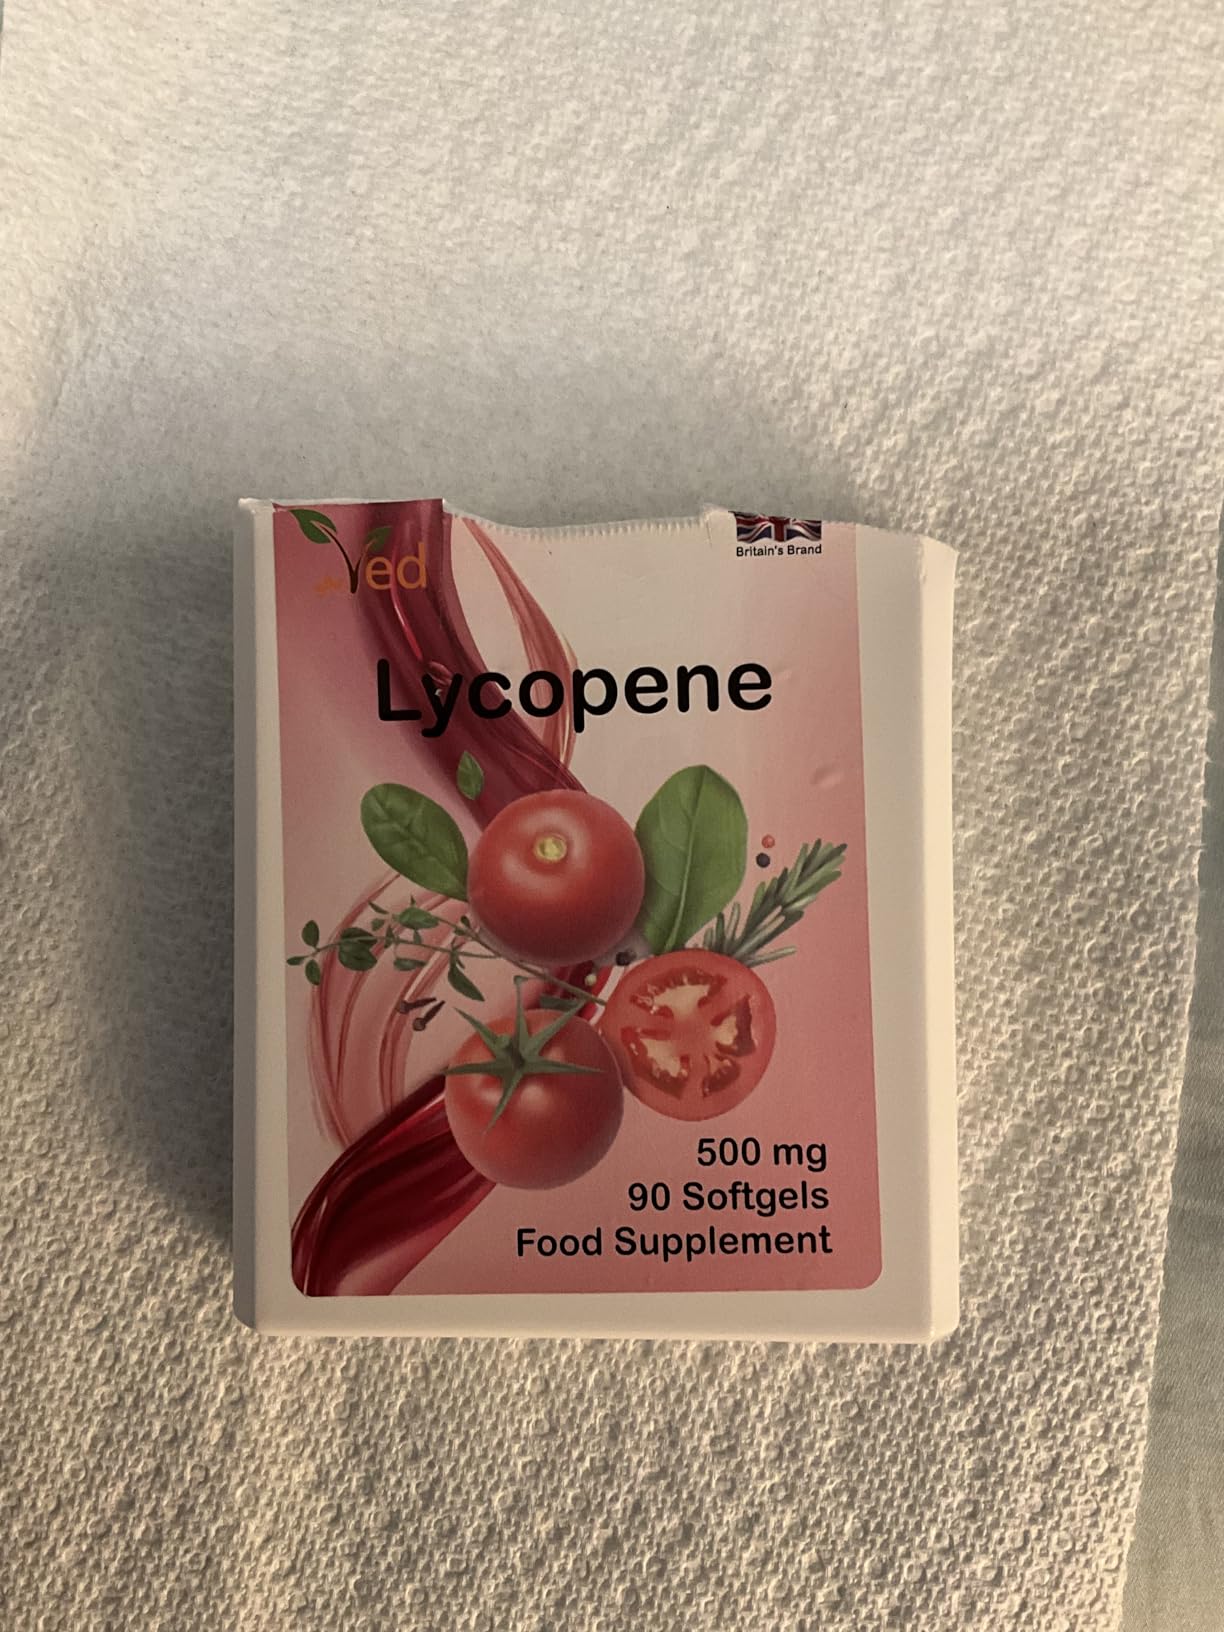 Ved
Britain's Brand
Lycopene
500 mg
90 Softgels
Food Supplement